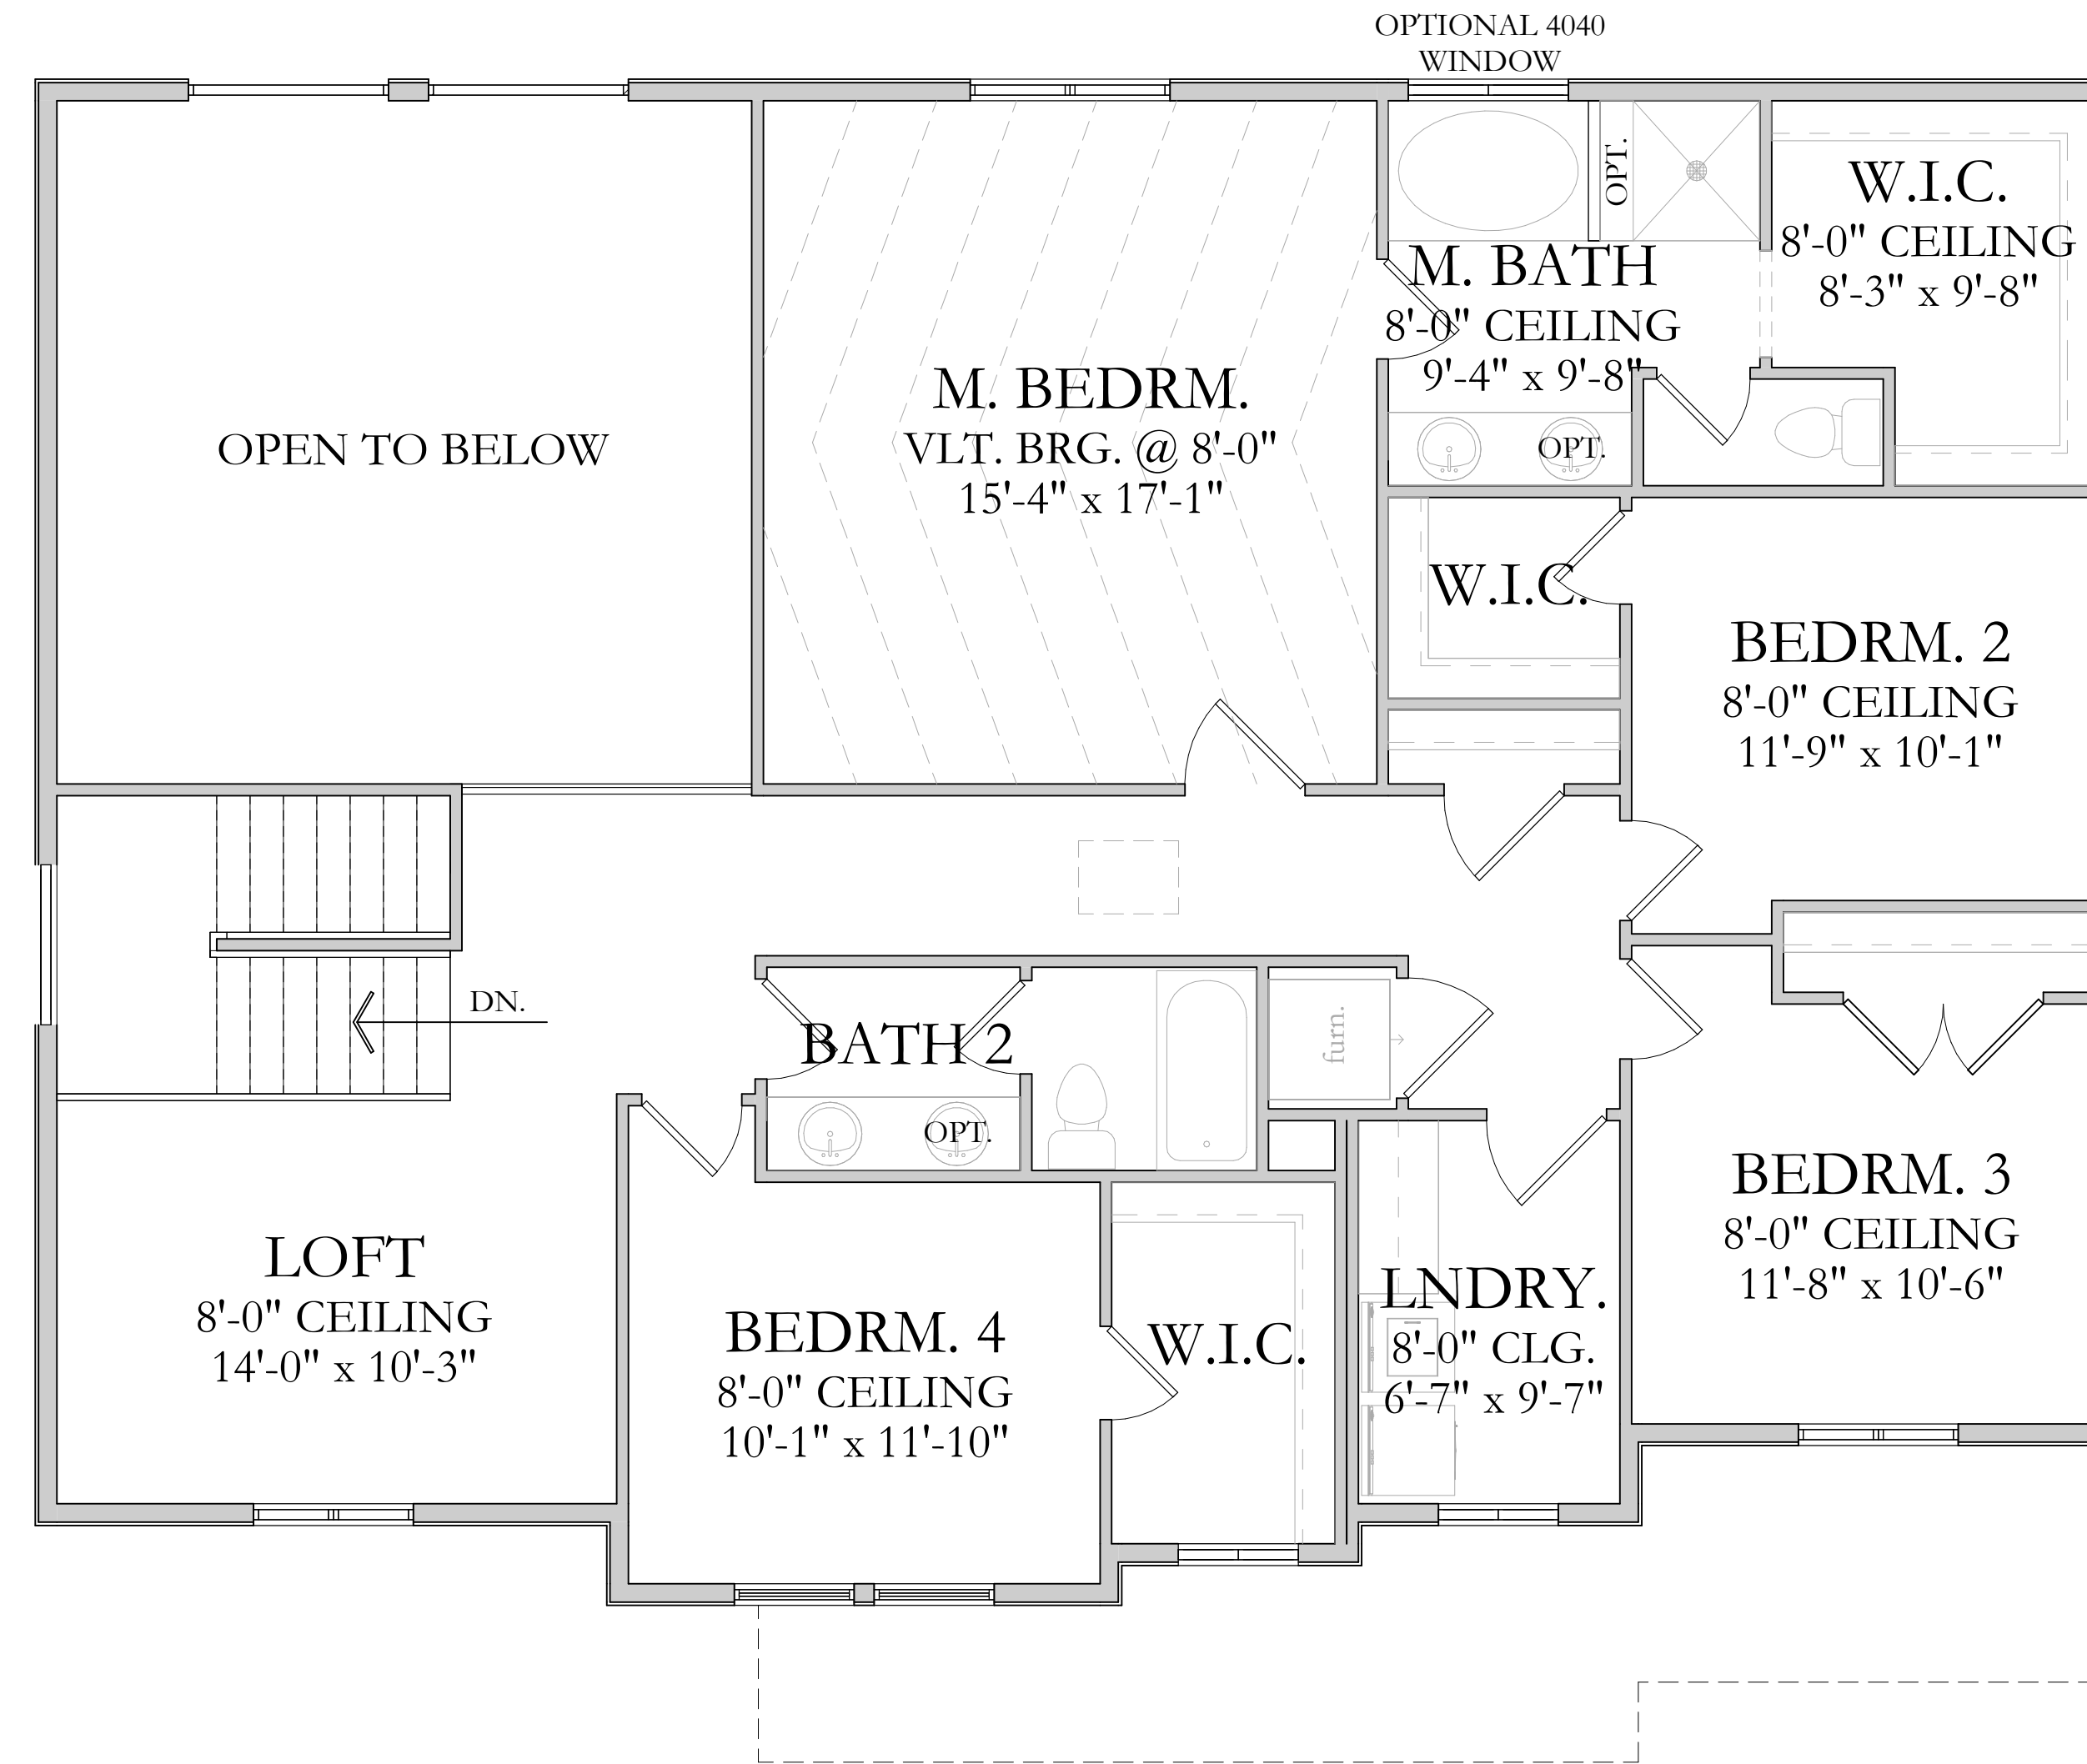 OPTIONAL 4040
WINDOW
OPT.
W.I.C.
8'-0" CEILING
8'-3" x 9'-8"
M. BATH
8'-0" CEILING
9'-4" x 9'-8"
OPT.
M. BEDRM.
VLT. BRG. @ 8'-0"
15'-4" x 17'-1"
OPEN TO BELOW
W.I.C.
BEDRM. 2
8'-0" CEILING
11'-9" x 10'-1"
DN.
BATH 2
OPT.
furn.
BEDRM. 3
8'-0" CEILING
11'-8" x 10'-6"
LOFT
8'-0" CEILING
14'-0" x 10'-3"
BEDRM. 4
8'-0" CEILING
10'-1" x 11'-10"
W.I.C.
LNDRY.
8'-0" CLG.
6'-7" x 9'-7"